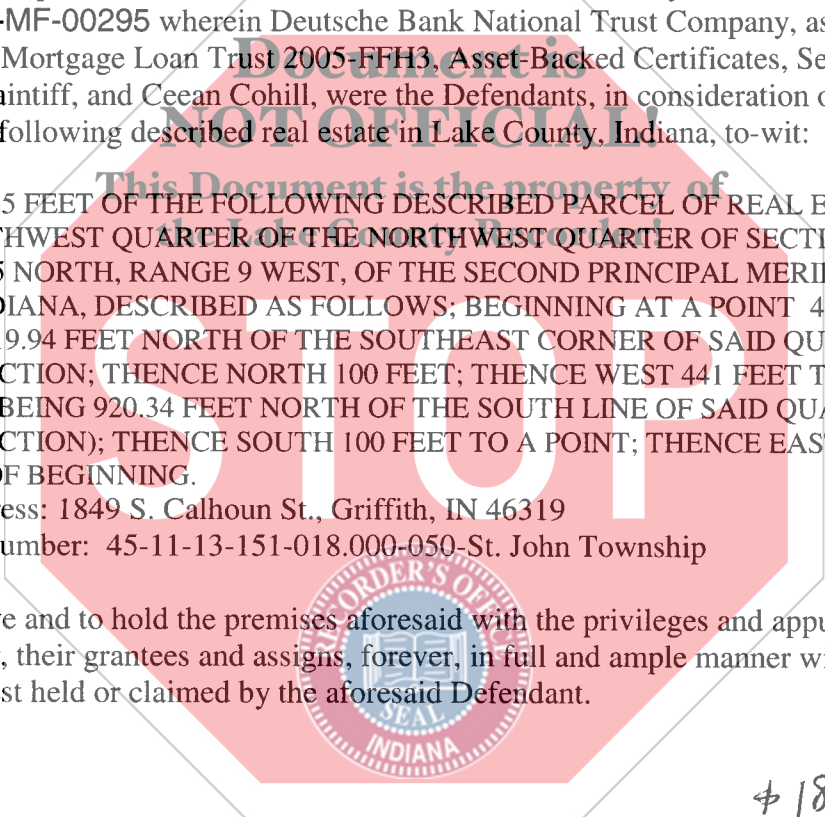 -MF-00295 wherein Deutsche Bank National Trust Company, as
Mortgage Loan Trust 2005-FFH3, Asset-Backed Certificates, Se
aintiff, and Ceean Cohill, were the Defendants, in consideration o
following described real estate in Lake County, Indiana, to-wit:
Document is
NOT OFFICIAL!
This Document is the property of
the Lake County Recorder!
5 FEET OF THE FOLLOWING DESCRIBED PARCEL OF REAL E
THWEST QUARTER OF THE NORTHWEST QUARTER OF SECTI
5 NORTH, RANGE 9 WEST, OF THE SECOND PRINCIPAL MERI
DIANA, DESCRIBED AS FOLLOWS; BEGINNING AT A POINT 4
19.94 FEET NORTH OF THE SOUTHEAST CORNER OF SAID QU
CTION; THENCE NORTH 100 FEET; THENCE WEST 441 FEET T
BEING 920.34 FEET NORTH OF THE SOUTH LINE OF SAID QUA
CTION); THENCE SOUTH 100 FEET TO A POINT; THENCE EAS
OF BEGINNING.
STOP
ress: 1849 S. Calhoun St., Griffith, IN 46319
umber: 45-11-13-151-018.000-050-St. John Township
RECORDER'S OFFICE
SEAL
INDIANA
ve and to hold the premises aforesaid with the privileges and appu
, their grantees and assigns, forever, in full and ample manner wi
st held or claimed by the aforesaid Defendant.
$ 18